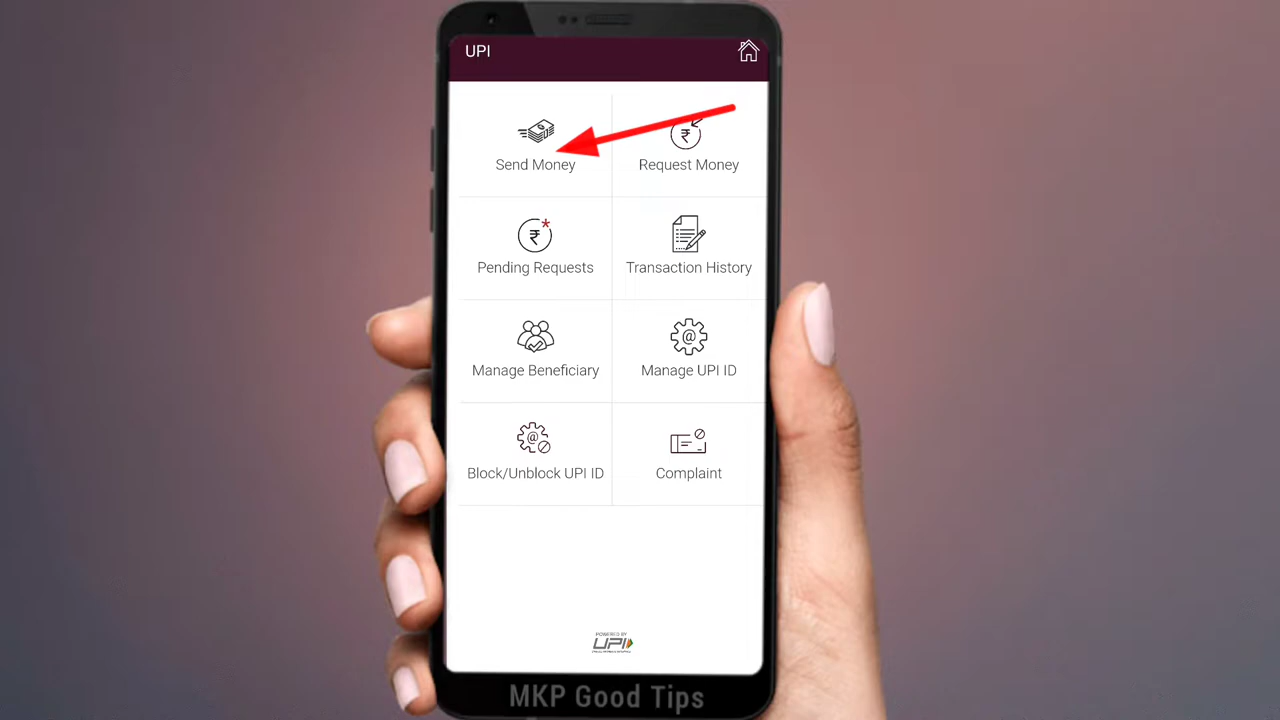 UPI
Send Money
Request Money
Pending Requests
Transaction History
Manage Beneficiary
Manage UPI ID
Block/Unblock UPI ID
Complaint
POWERED BY
UPI
MKP Good Tips